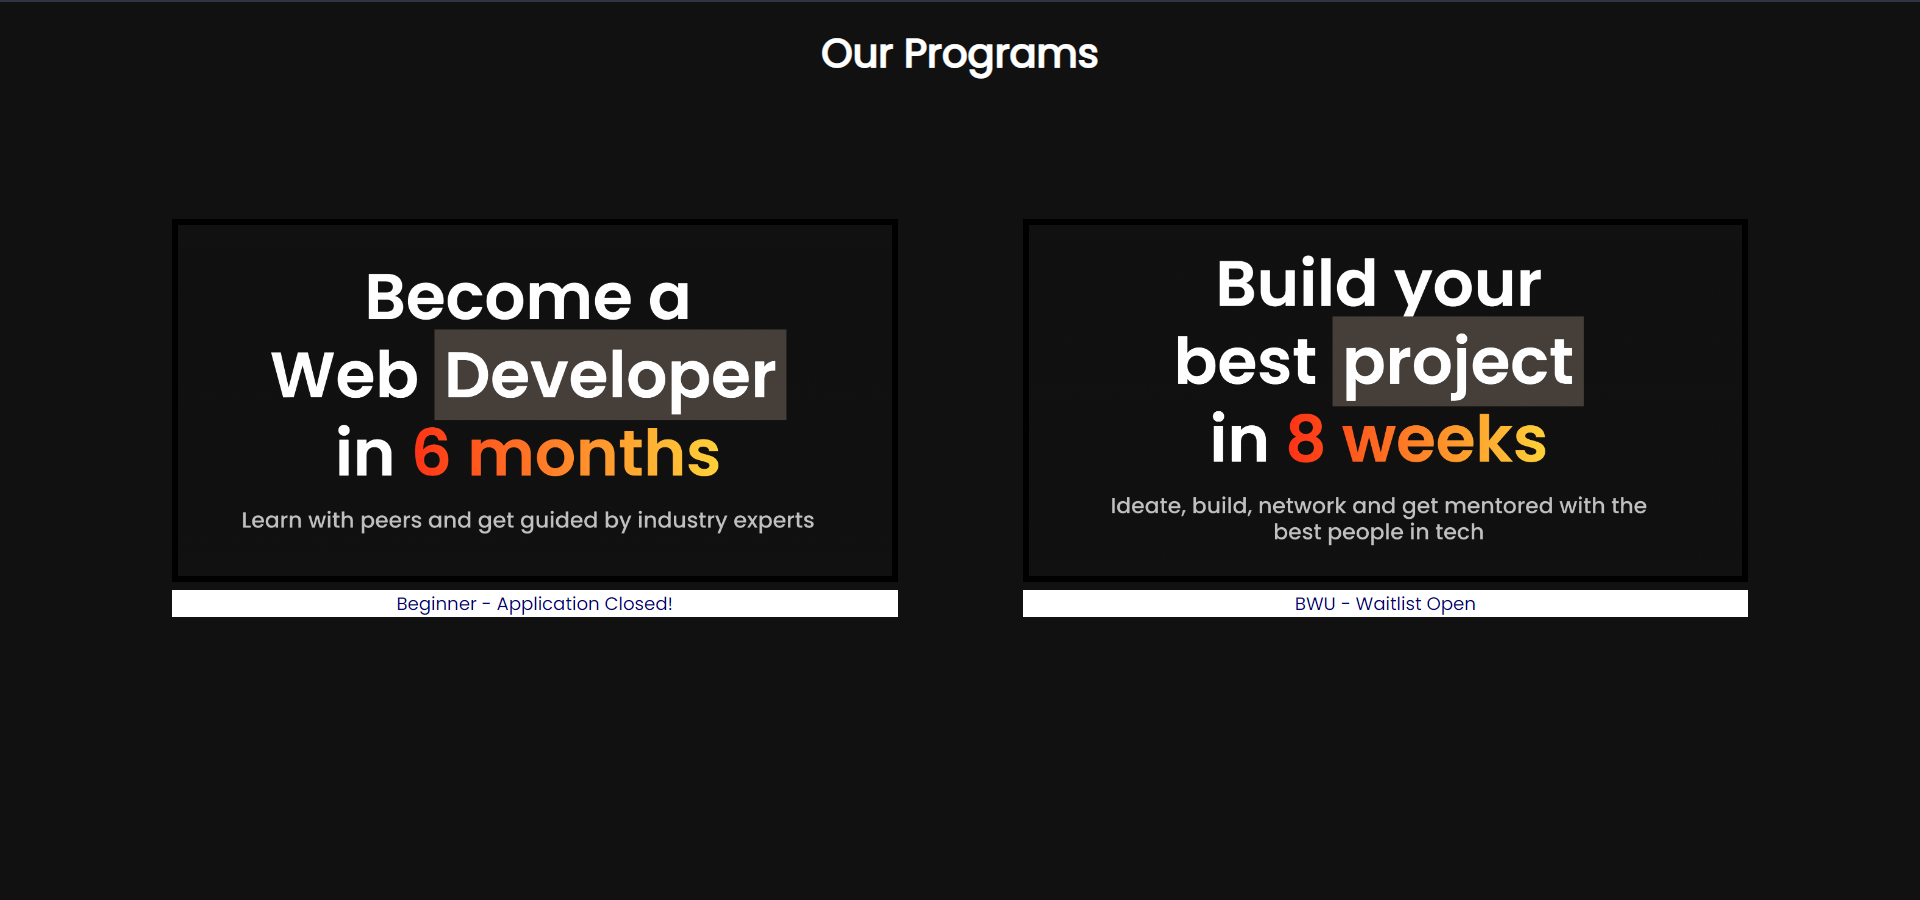 Our Programs
Become a
Web Developer
in 6 months
Learn with peers and get guided by industry experts
Beginner - Application Closed!
Build your
best project
in 8 weeks
Ideate, build, network and get mentored with the
best people in tech
BWU - Waitlist Open